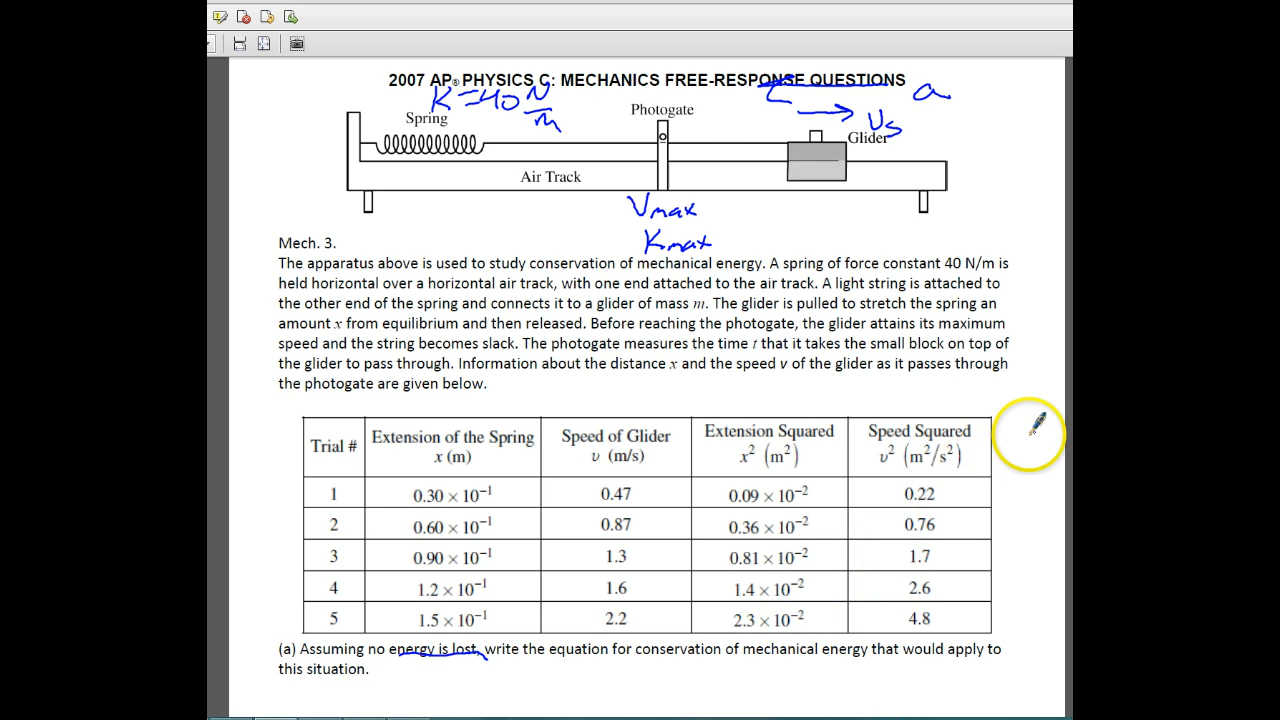 2007 AP® PHYSICS C: MECHANICS FREE-RESPONSE QUESTIONS
K = 40 N/m
a
Spring
Photogate
Vs
Glider
Air Track
Vmax
Kmax
Mech. 3.
The apparatus above is used to study conservation of mechanical energy. A spring of force constant 40 N/m is
held horizontal over a horizontal air track, with one end attached to the air track. A light string is attached to
the other end of the spring and connects it to a glider of mass m. The glider is pulled to stretch the spring an
amount x from equilibrium and then released. Before reaching the photogate, the glider attains its maximum
speed and the string becomes slack. The photogate measures the time t that it takes the small block on top of
the glider to pass through. Information about the distance x and the speed v of the glider as it passes through
the photogate are given below.
Trial # Extension of the Spring x (m) Speed of Glider υ (m/s) Extension Squared x² (m²) Speed Squared υ² (m²/s²)
1 0.30 × 10⁻¹ 0.47 0.09 × 10⁻² 0.22
2 0.60 × 10⁻¹ 0.87 0.36 × 10⁻² 0.76
3 0.90 × 10⁻¹ 1.3 0.81 × 10⁻² 1.7
4 1.2 × 10⁻¹ 1.6 1.4 × 10⁻² 2.6
5 1.5 × 10⁻¹ 2.2 2.3 × 10⁻² 4.8
(a) Assuming no energy is lost, write the equation for conservation of mechanical energy that would apply to
this situation.